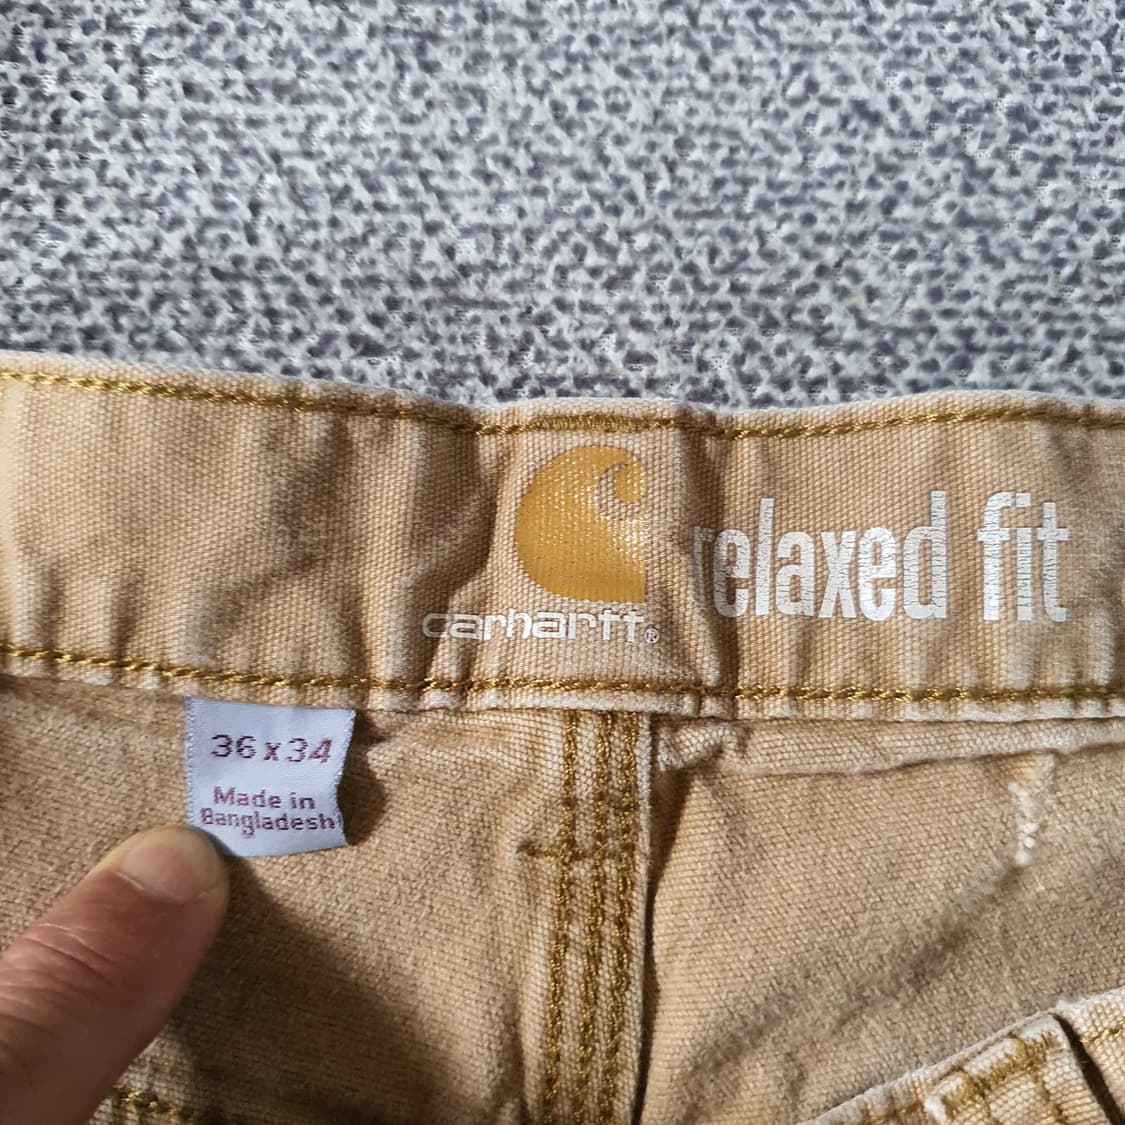 carhartt®
relaxed fit
36 x 34
Made in
Bangladesh